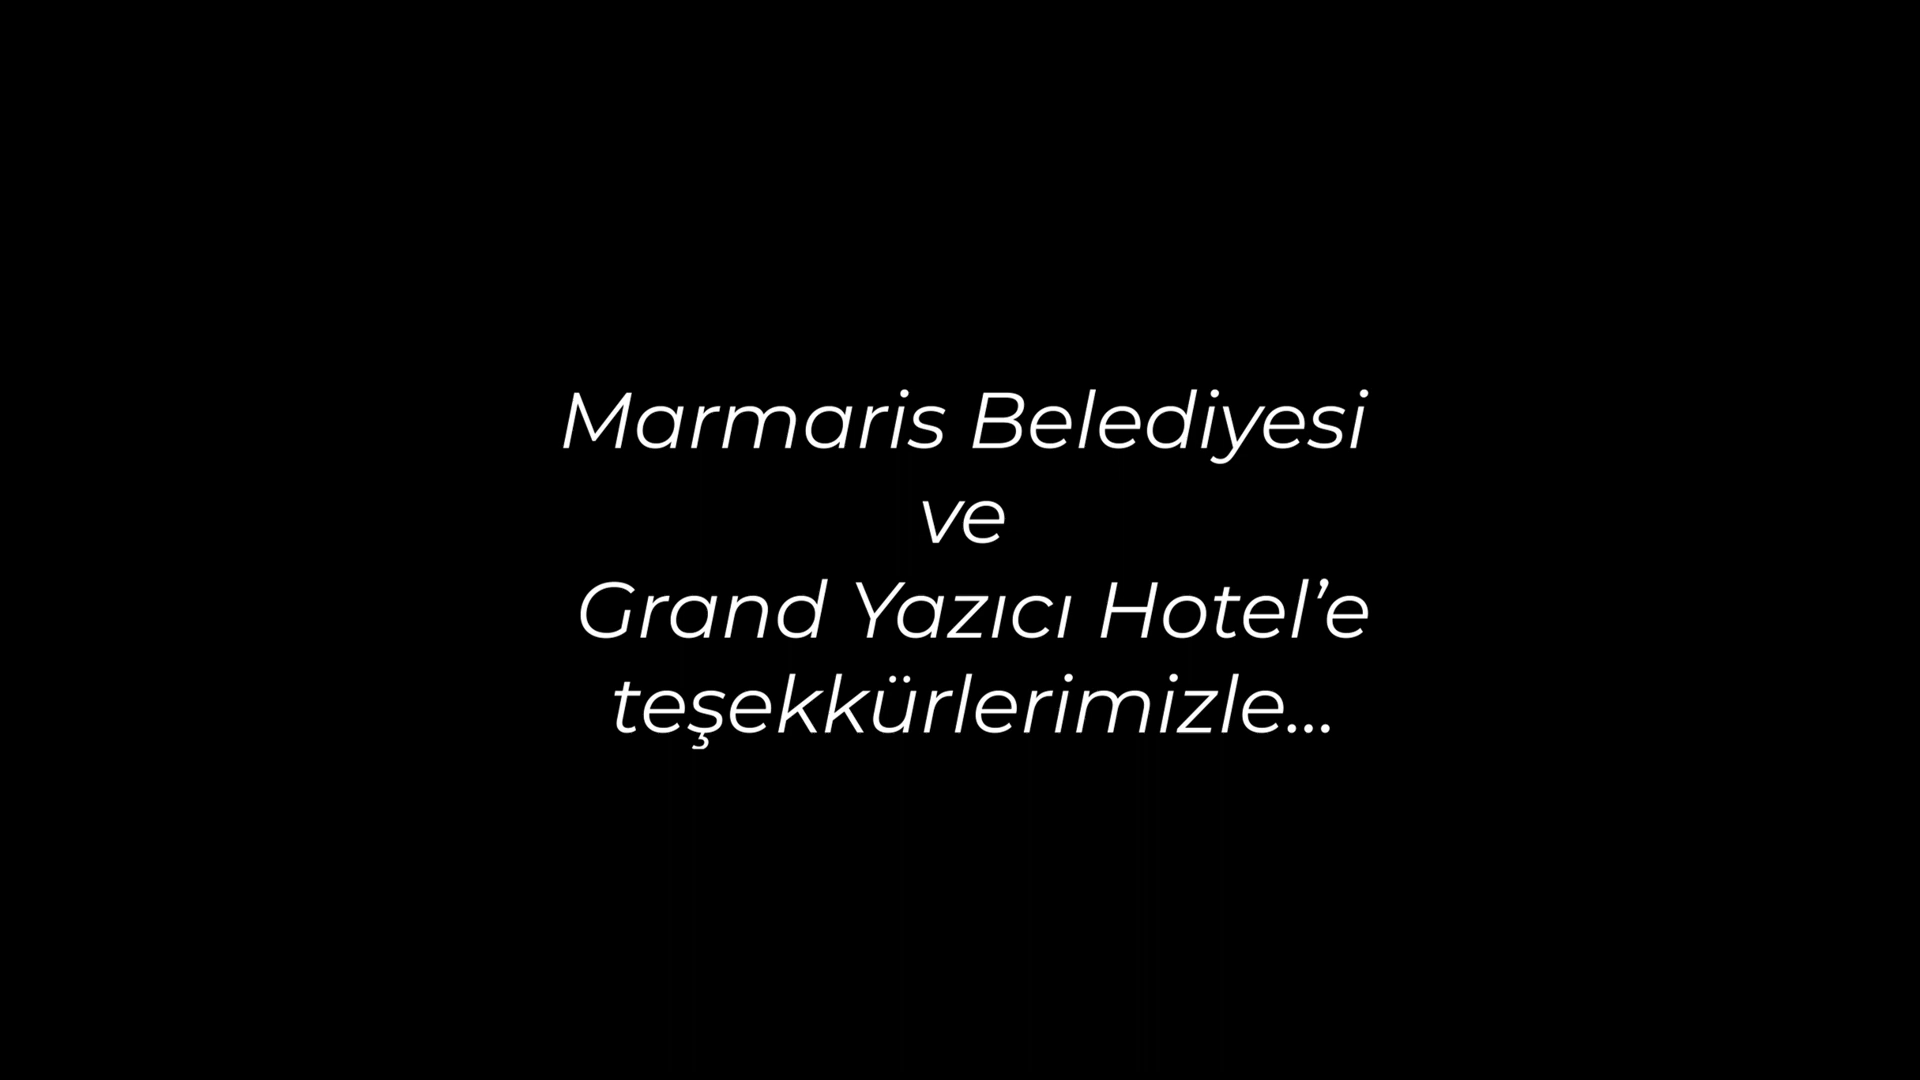 Marmaris Belediyesi
ve
Grand Yazıcı Hotel’e
teşekkürlerimizle...